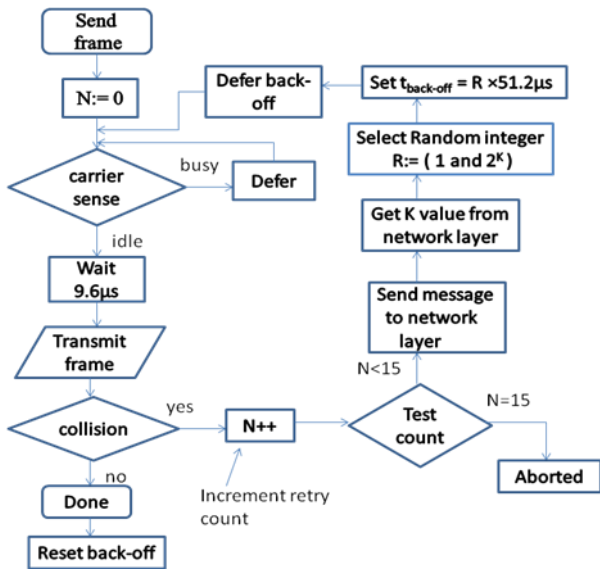 Send
frame
N:= 0
Defer back-
off
Set tback-off = R ×51.2µs
Select Random integer
R:= ( 1 and 2K )
carrier
sense
busy
Defer
Get K value from
network layer
idle
Wait
9.6µs
Send message
to network
layer
Transmit
frame
N<15
collision
yes
N++
Test
count
N=15
Aborted
no
Increment retry
count
Done
Reset back-off